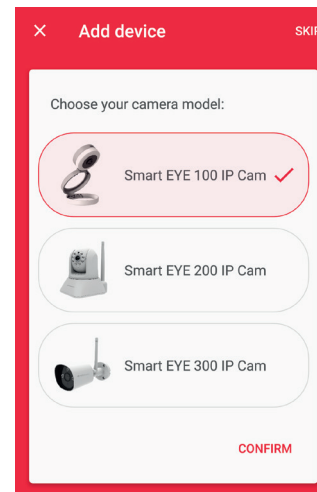 × Add device SKIP
Choose your camera model:
Smart EYE 100 IP Cam
Smart EYE 200 IP Cam
Smart EYE 300 IP Cam
CONFIRM